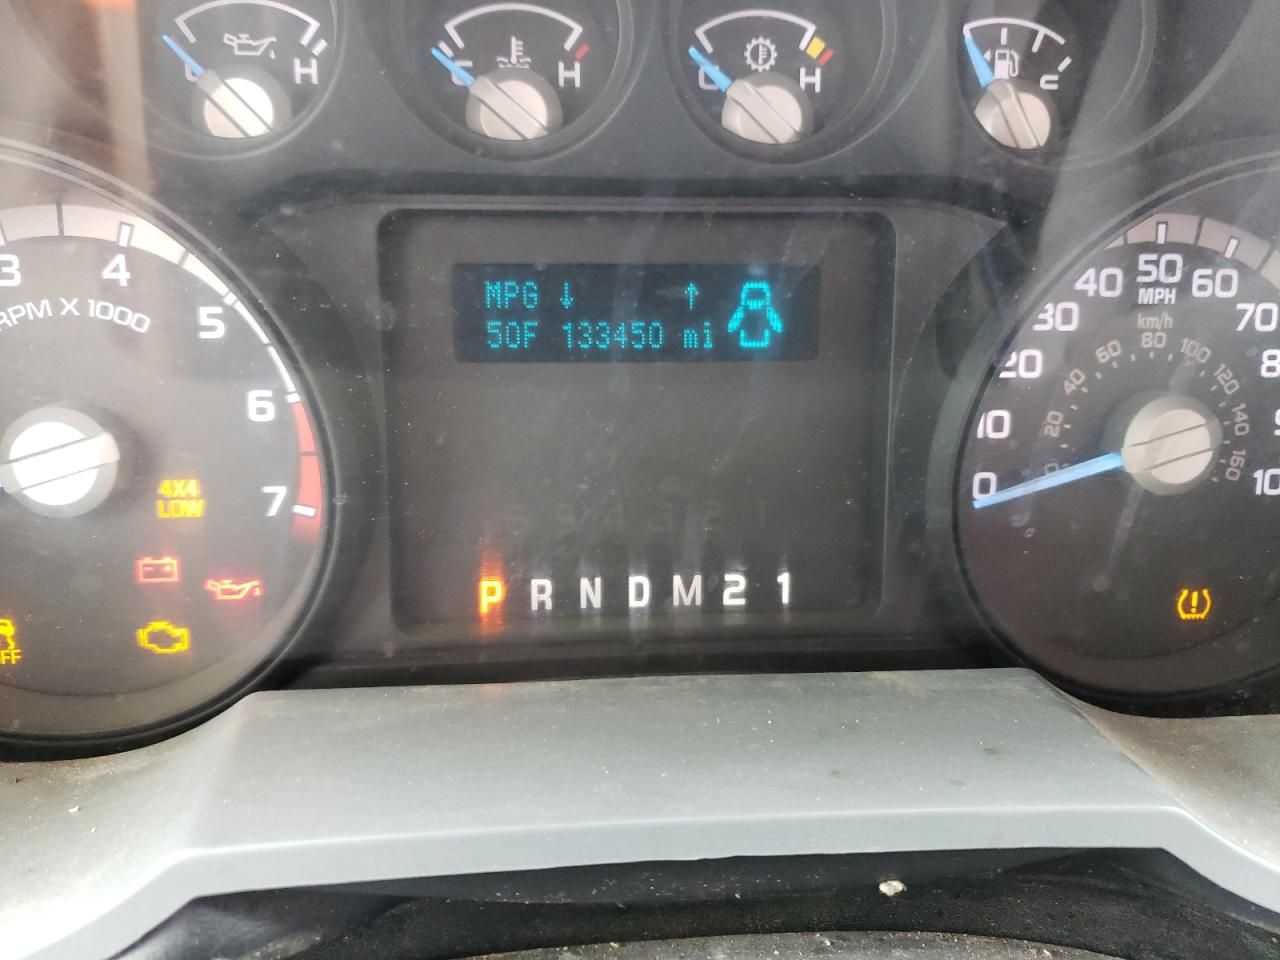 C H
C H
C H
3 4 5 6 7
RPM X 1000
4X4
LOW
MPG ↓ ↑
50F 133450 mi
P R N D M 2 1
0 10 20 30 40 50 60 70
MPH
km/h
20 40 60 80 100 120 140 160